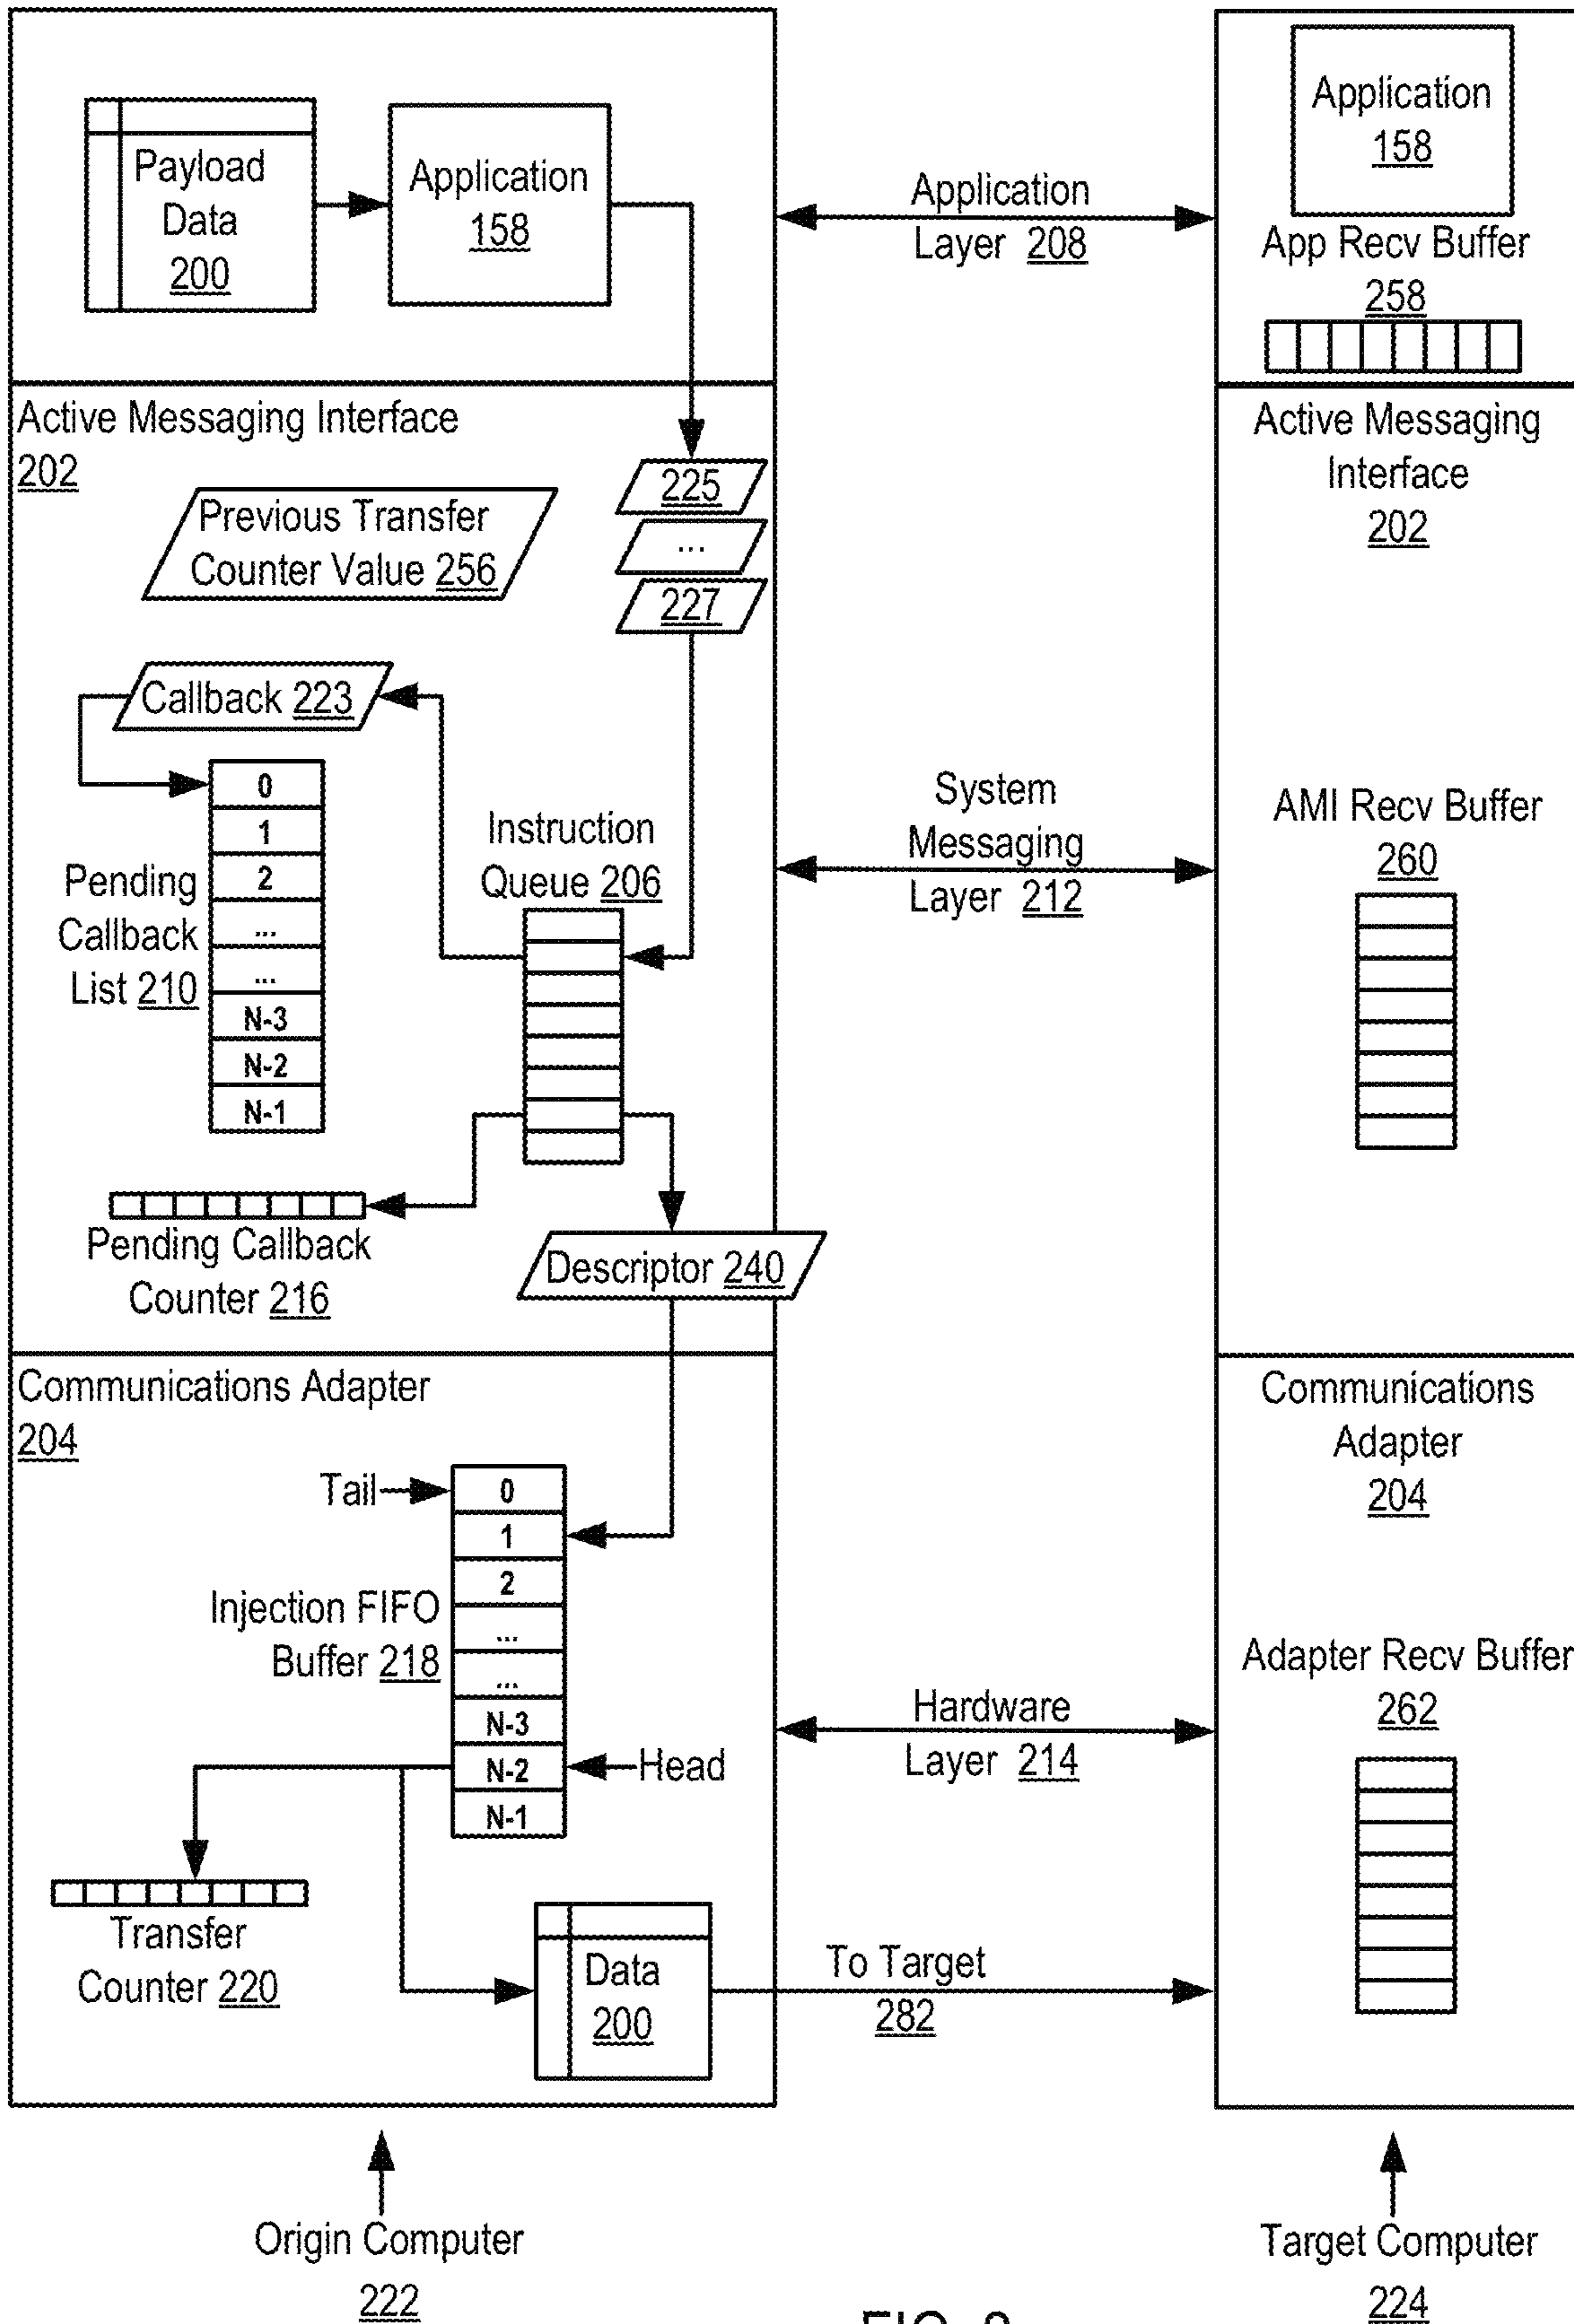 Payload
Data
200
Application
158
Application
Layer 208
Application
158
App Recv Buffer
258
Active Messaging Interface
202
225
...
227
Previous Transfer
Counter Value 256
Callback 223
0
1
2
...
...
N-3
N-2
N-1
Pending
Callback
List 210
Instruction
Queue 206
Pending Callback
Counter 216
Descriptor 240
System
Messaging
Layer 212
Active Messaging
Interface
202
AMI Recv Buffer
260
Communications Adapter
204
Tail
0
1
2
...
...
N-3
N-2
N-1
Injection FIFO
Buffer 218
Head
Transfer
Counter 220
Data
200
Hardware
Layer 214
To Target
282
Communications
Adapter
204
Adapter Recv Buffer
262
Origin Computer
222
Target Computer
224